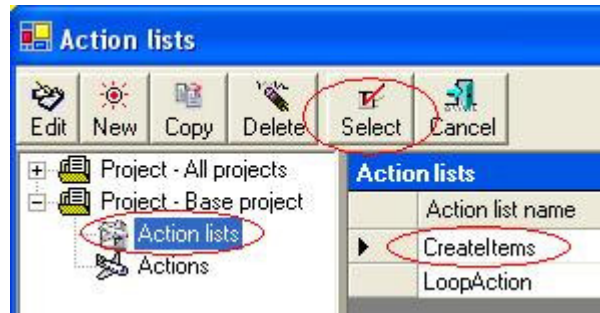 Action lists
Edit New Copy Delete Select Cancel
Project - All projects
Project - Base project
Action lists
Actions
Action lists
Action list name
CreateItems
LoopAction